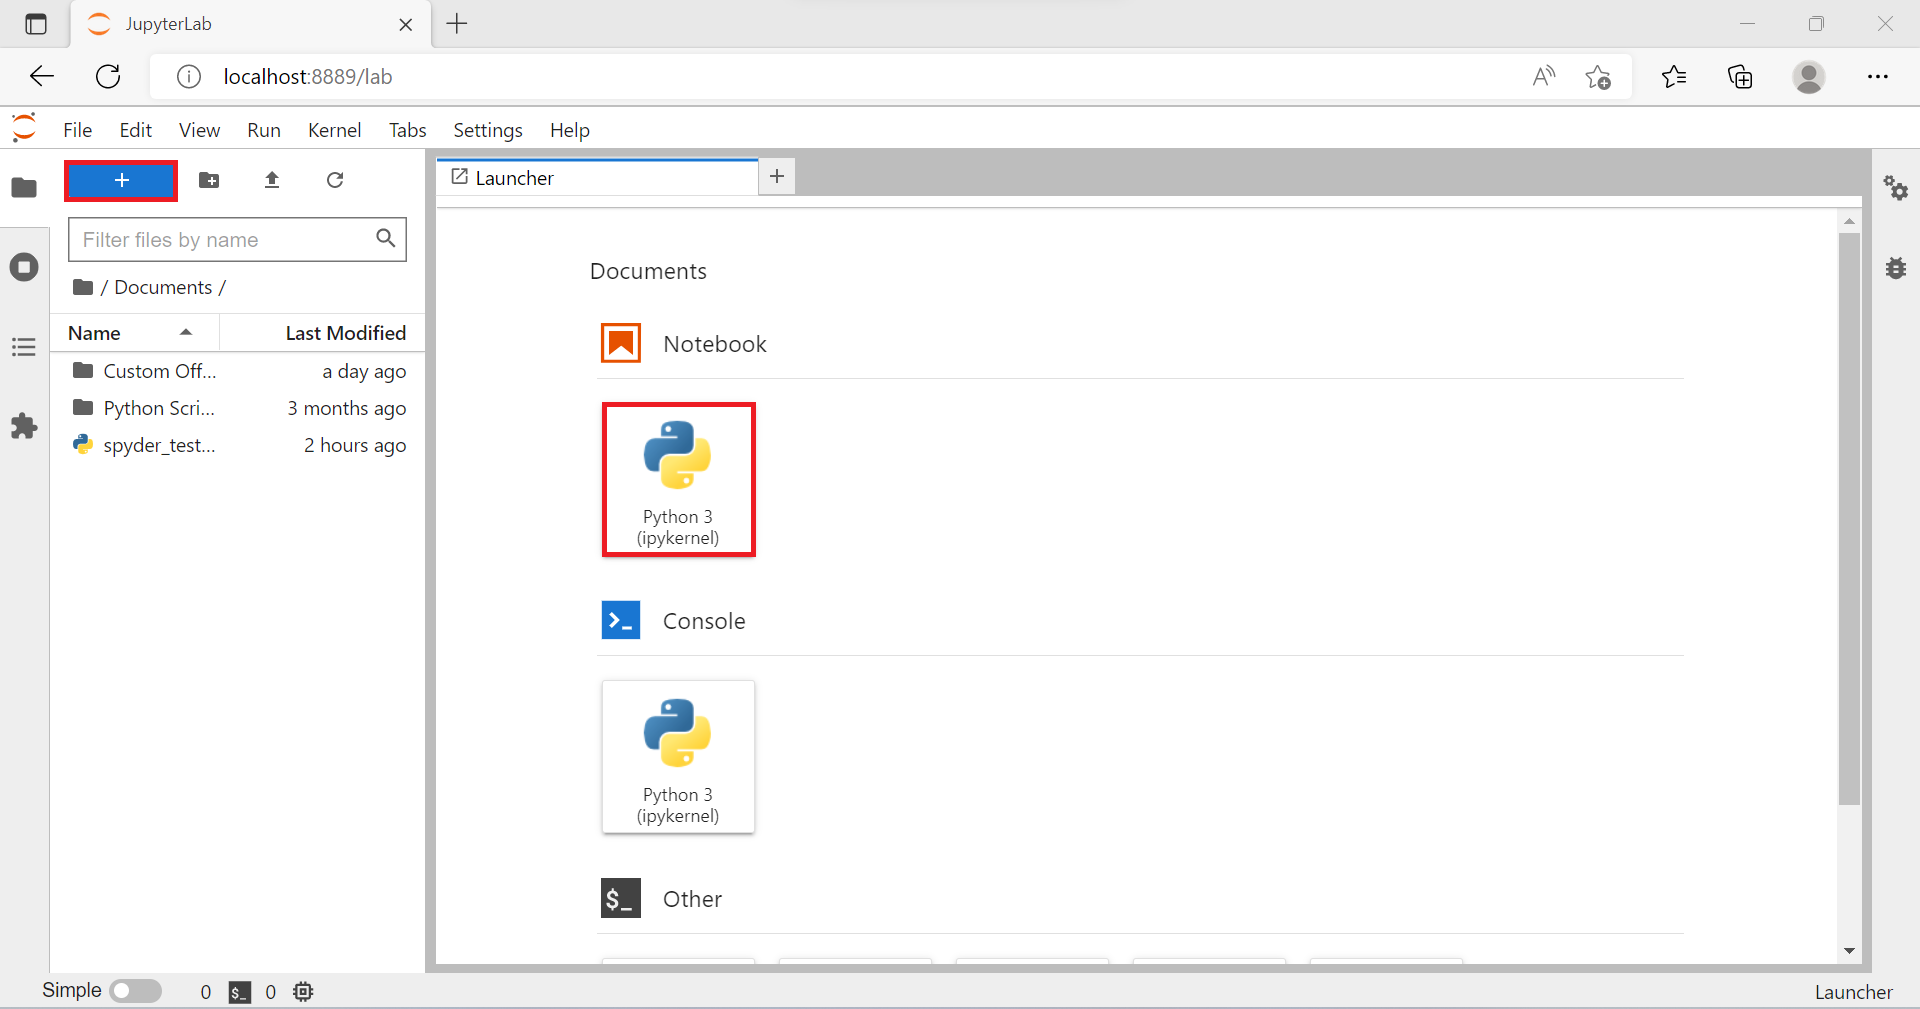 JupyterLab
localhost:8889/lab
File Edit View Run Kernel Tabs Settings Help
Launcher
Filter files by name
/ Documents /
Name Last Modified
Custom Off... a day ago
Python Scri... 3 months ago
spyder_test... 2 hours ago
Documents
Notebook
Python 3
(ipykernel)
Console
Python 3
(ipykernel)
$_ Other
Simple 0 $_ 0 Launcher